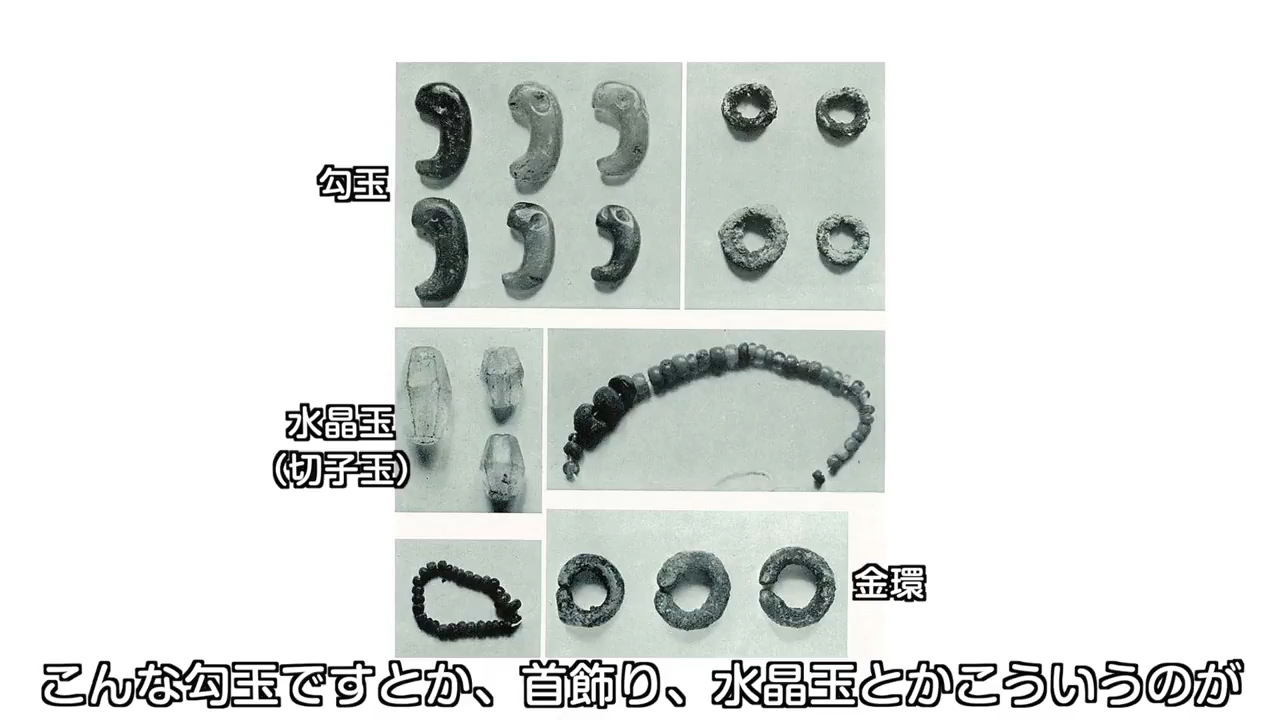 勾玉
水晶玉
（切子玉）
金環
こんな勾玉ですとか、首飾り、水晶玉とかこういうのが